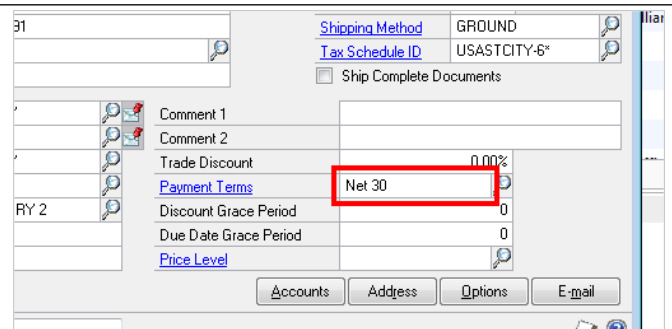 91
Shipping Method GROUND
Tax Schedule ID USASTCITY-6*
Ship Complete Documents
Comment 1
Comment 2
Trade Discount 0.00%
Payment Terms Net 30
RY 2 Discount Grace Period 0
Due Date Grace Period 0
Price Level
Accounts Address Options E-mail